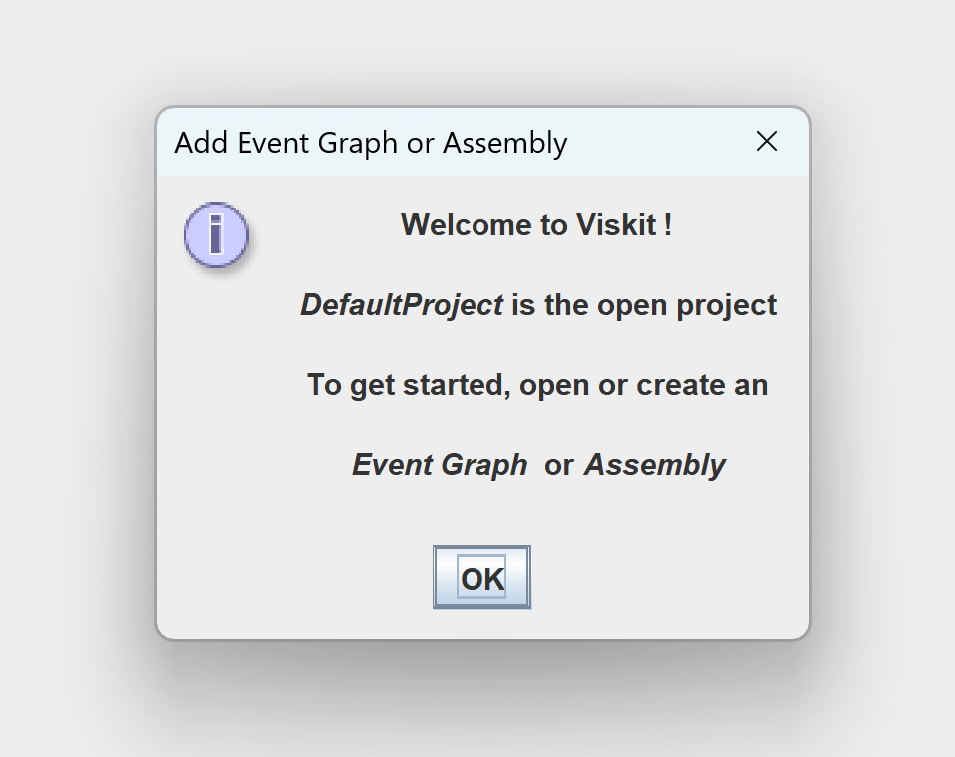 Add Event Graph or Assembly
Welcome to Viskit !
DefaultProject is the open project
To get started, open or create an
Event Graph or Assembly
OK